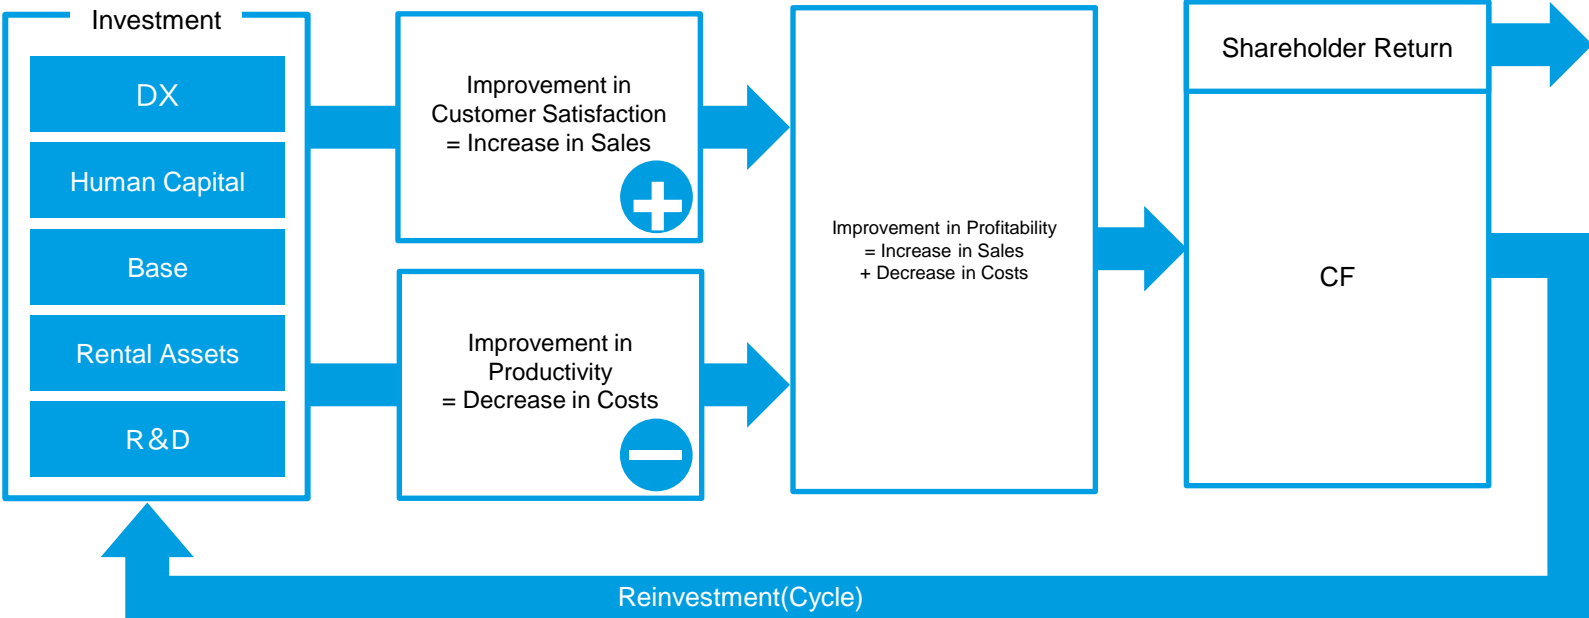 Investment
DX
Human Capital
Base
Rental Assets
R&D
Improvement in
Customer Satisfaction
= Increase in Sales
Improvement in
Productivity
= Decrease in Costs
Improvement in Profitability
= Increase in Sales
+ Decrease in Costs
Shareholder Return
CF
Reinvestment(Cycle)